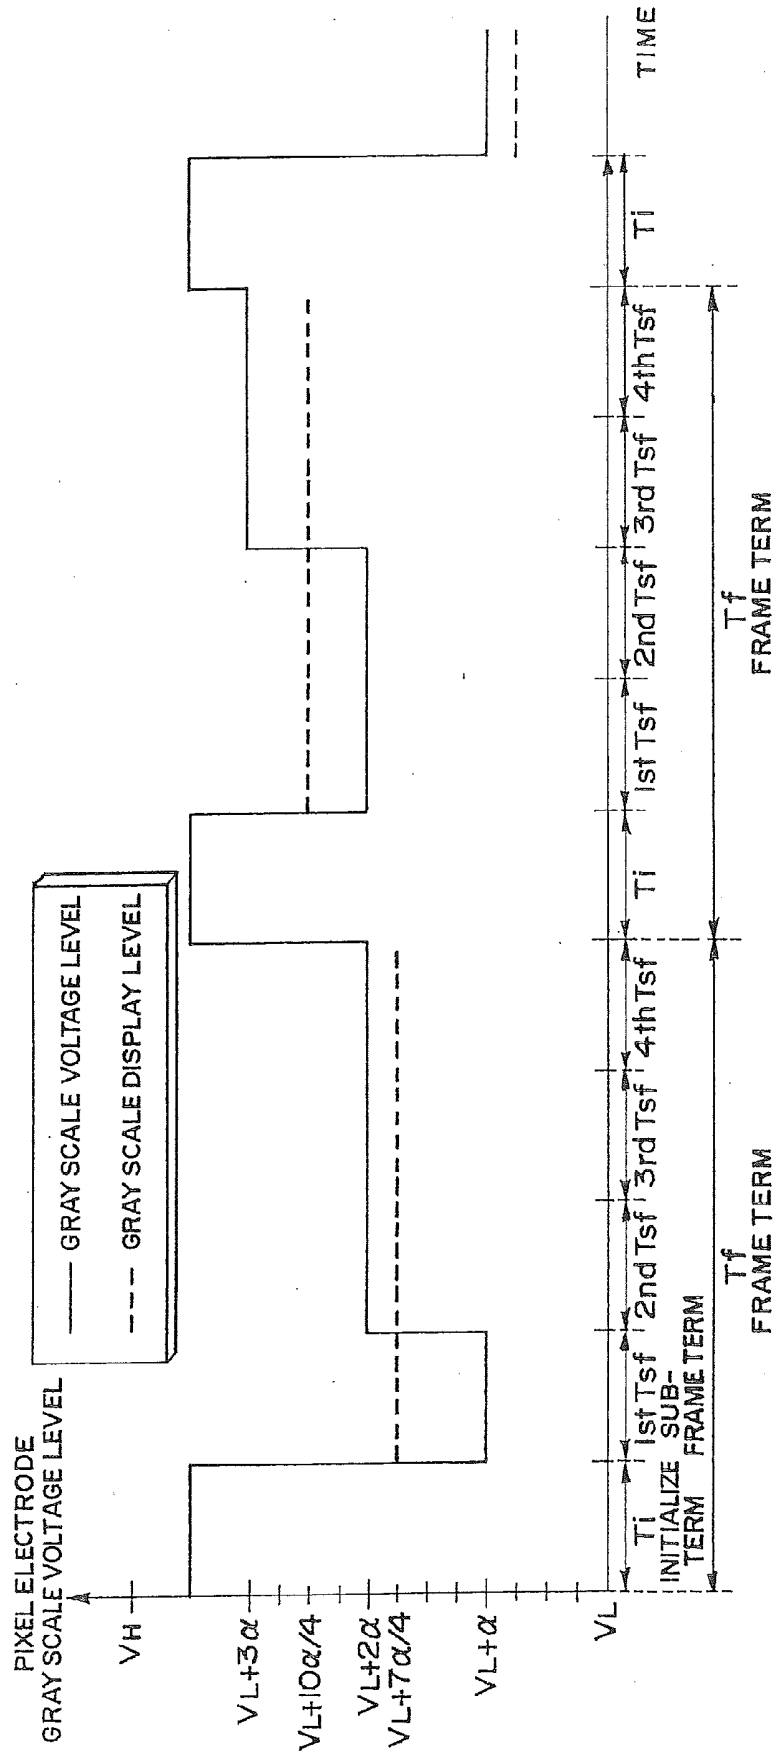 PIXEL ELECTRODE
GRAY SCALE VOLTAGE LEVEL
GRAY SCALE VOLTAGE LEVEL
GRAY SCALE DISPLAY LEVEL
VH
VL+3α
VL+10α/4
VL+2α
VL+7α/4
VL+α
VL
Ti 1st Tsf 2nd Tsf 3rd Tsf 4th Tsf Ti 1st Tsf 2nd Tsf 3rd Tsf 4th Tsf Ti TIME
INITIALIZE SUB-
TERM FRAME TERM
Tf Tf
FRAME TERM FRAME TERM